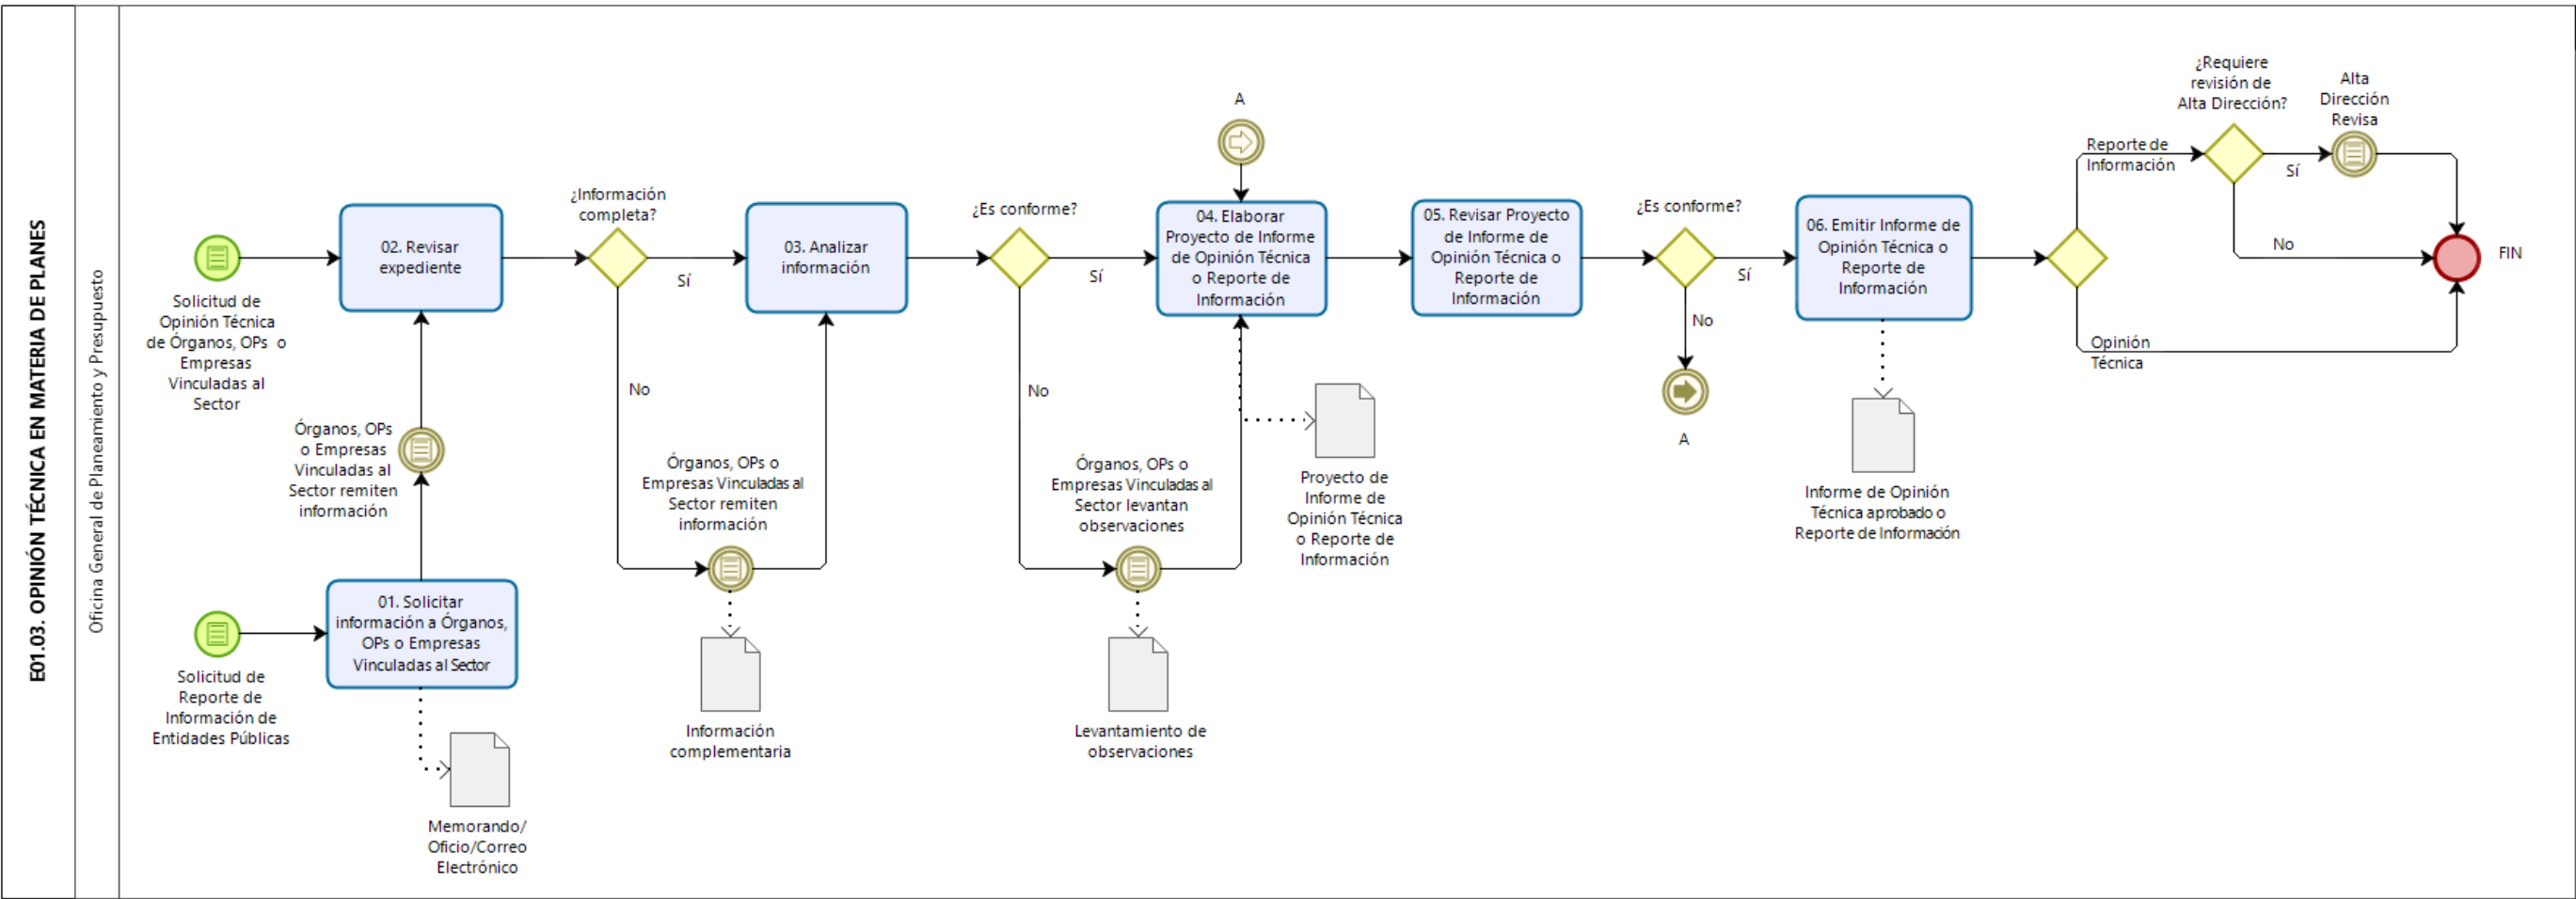 E01.03. OPINIÓN TÉCNICA EN MATERIA DE PLANES
Oficina General de Planeamiento y Presupuesto
Solicitud de
Opinión Técnica
de Órganos, OPs o
Empresas
Vinculadas al
Sector
02. Revisar
expediente
Órganos, OPs
o Empresas
Vinculadas al
Sector remiten
información
Solicitud de
Reporte de
Información de
Entidades Públicas
01. Solicitar
información a Órganos,
OPs o Empresas
Vinculadas al Sector
Memorando/
Oficio/Correo
Electrónico
¿Información
completa?
Sí
No
03. Analizar
información
Órganos, OPs o
Empresas Vinculadas al
Sector remiten
información
Información
complementaria
¿Es conforme?
Sí
No
Órganos, OPs o
Empresas Vinculadas al
Sector levantan
observaciones
Levantamiento de
observaciones
A
04. Elaborar
Proyecto de Informe
de Opinión Técnica
o Reporte de
Información
Proyecto de
Informe de
Opinión Técnica
o Reporte de
Información
05. Revisar Proyecto
de Informe de
Opinión Técnica o
Reporte de
Información
¿Es conforme?
Sí
No
A
06. Emitir Informe de
Opinión Técnica o
Reporte de
Información
Informe de Opinión
Técnica aprobado o
Reporte de Información
Reporte de
Información
Opinión
Técnica
¿Requiere
revisión de
Alta Dirección?
Sí
No
Alta
Dirección
Revisa
FIN